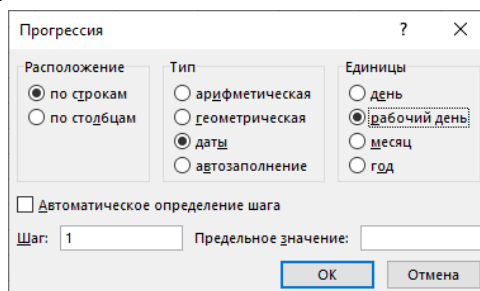 Прогрессия ? ×
Расположение Тип Единицы
по строкам арифметическая день
по столбцам геометрическая рабочий день
даты месяц
автозаполнение год
Автоматическое определение шага
Шаг: 1 Предельное значение:
ОК Отмена